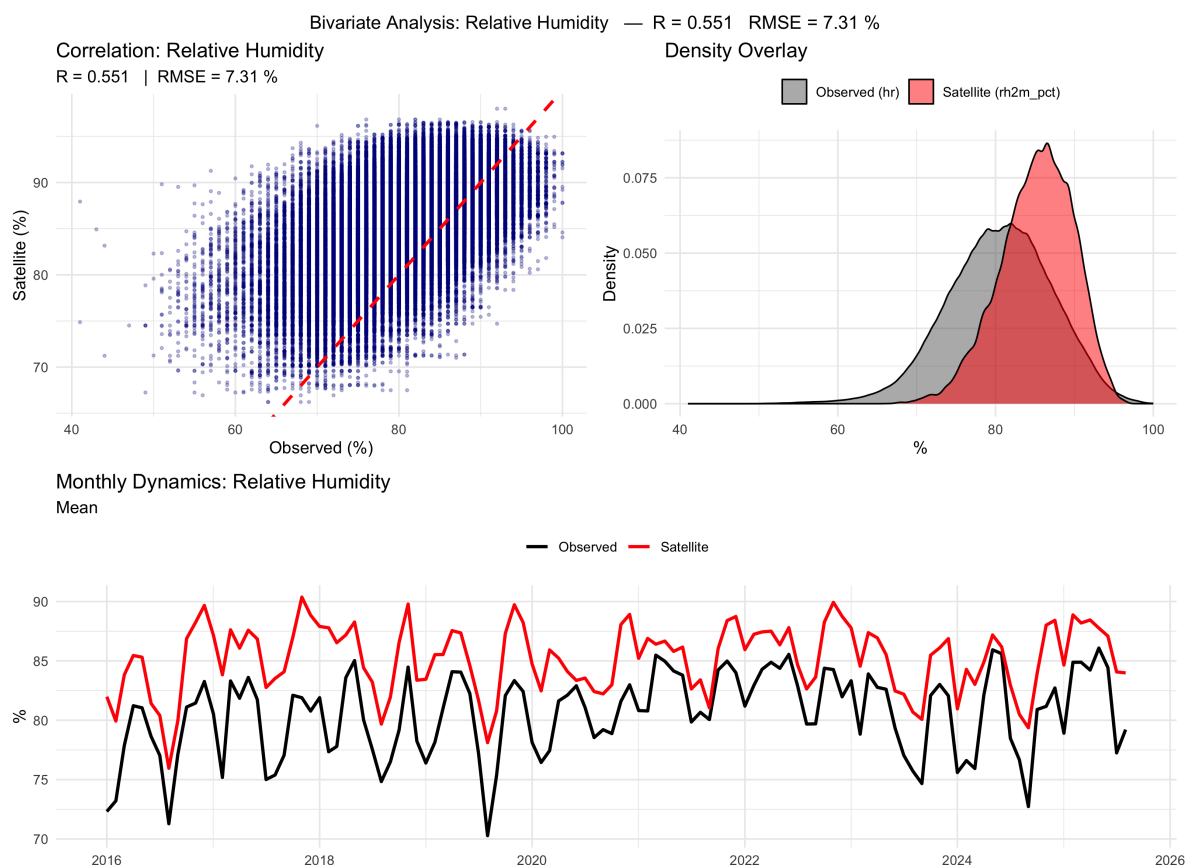 Bivariate Analysis: Relative Humidity — R = 0.551 RMSE = 7.31 %
Correlation: Relative Humidity
R = 0.551 | RMSE = 7.31 %
Satellite (%)
90
80
70
40
60
80
100
Observed (%)
Density Overlay
Observed (hr)
Satellite (rh2m_pct)
Density
0.075
0.050
0.025
0.000
40
60
80
100
%
Monthly Dynamics: Relative Humidity
Mean
Observed
Satellite
%
90
85
80
75
70
2016
2018
2020
2022
2024
2026